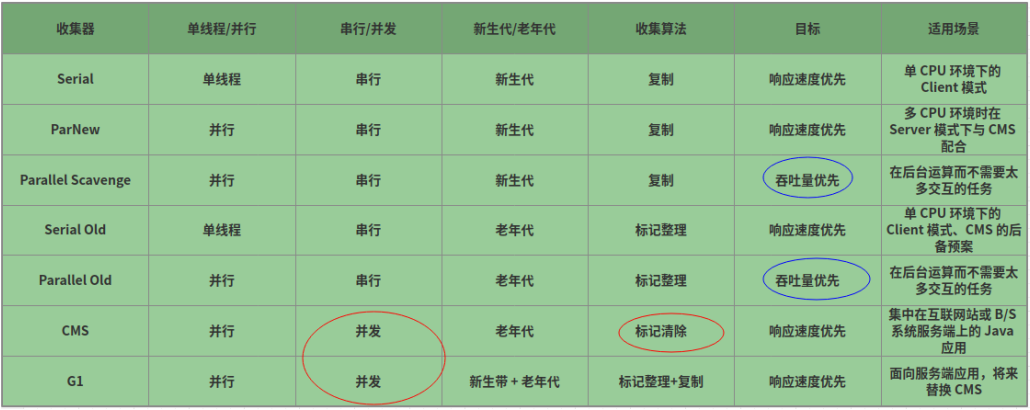 收集器 单线程/并行 串行/并发 新生代/老年代 收集算法 目标 适用场景
Serial 单线程 串行 新生代 复制 响应速度优先 单 CPU 环境下的
Client 模式
ParNew 并行 串行 新生代 复制 响应速度优先 多 CPU 环境时在
Server 模式下与 CMS
配合
Parallel Scavenge 并行 串行 新生代 复制 吞吐量优先 在后台运算而不需要太
多交互的任务
Serial Old 单线程 串行 老年代 标记整理 响应速度优先 单 CPU 环境下的
Client 模式、CMS 的后
备预案
Parallel Old 并行 串行 老年代 标记整理 吞吐量优先 在后台运算而不需要太
多交互的任务
CMS 并行 并发 老年代 标记清除 响应速度优先 集中在互联网站或 B/S
系统服务端上的 Java
应用
G1 并行 并发 新生带 + 老年代 标记整理+复制 响应速度优先 面向服务端应用，将来
替换 CMS